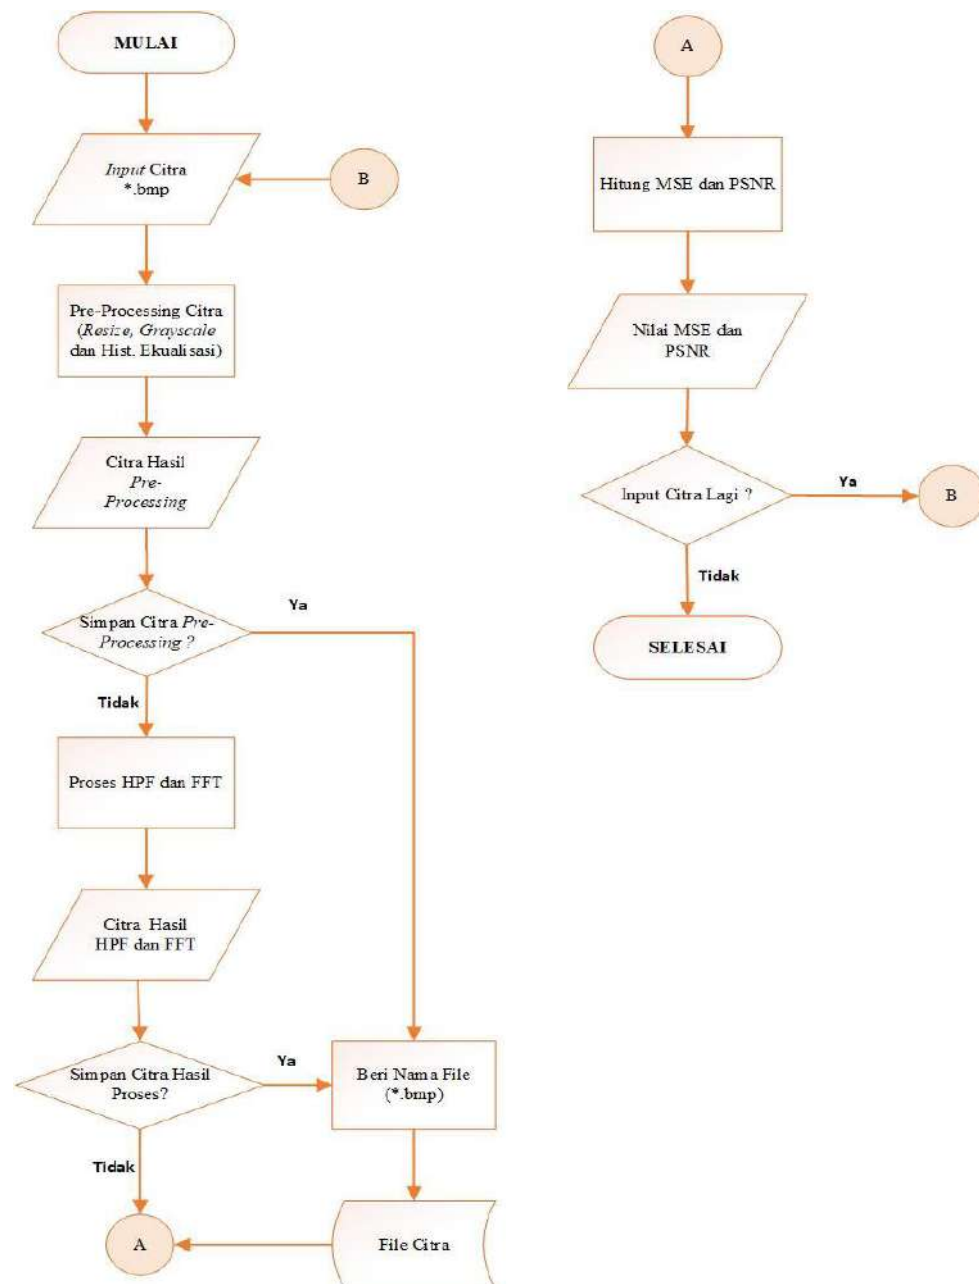 MULAI
Input Citra
*.bmp
B
Pre-Processing Citra
(Resize, Grayscale
dan Hist. Ekualisasi)
Citra Hasil
Pre-
Processing
Simpan Citra Pre-
Processing ?
Ya
Tidak
Proses HPF dan FFT
Citra Hasil
HPF dan FFT
Simpan Citra Hasil
Proses?
Ya
Beri Nama File
(*.bmp)
Tidak
A
File Citra
A
Hitung MSE dan PSNR
Nilai MSE dan
PSNR
Input Citra Lagi ?
Ya
B
Tidak
SELESAI